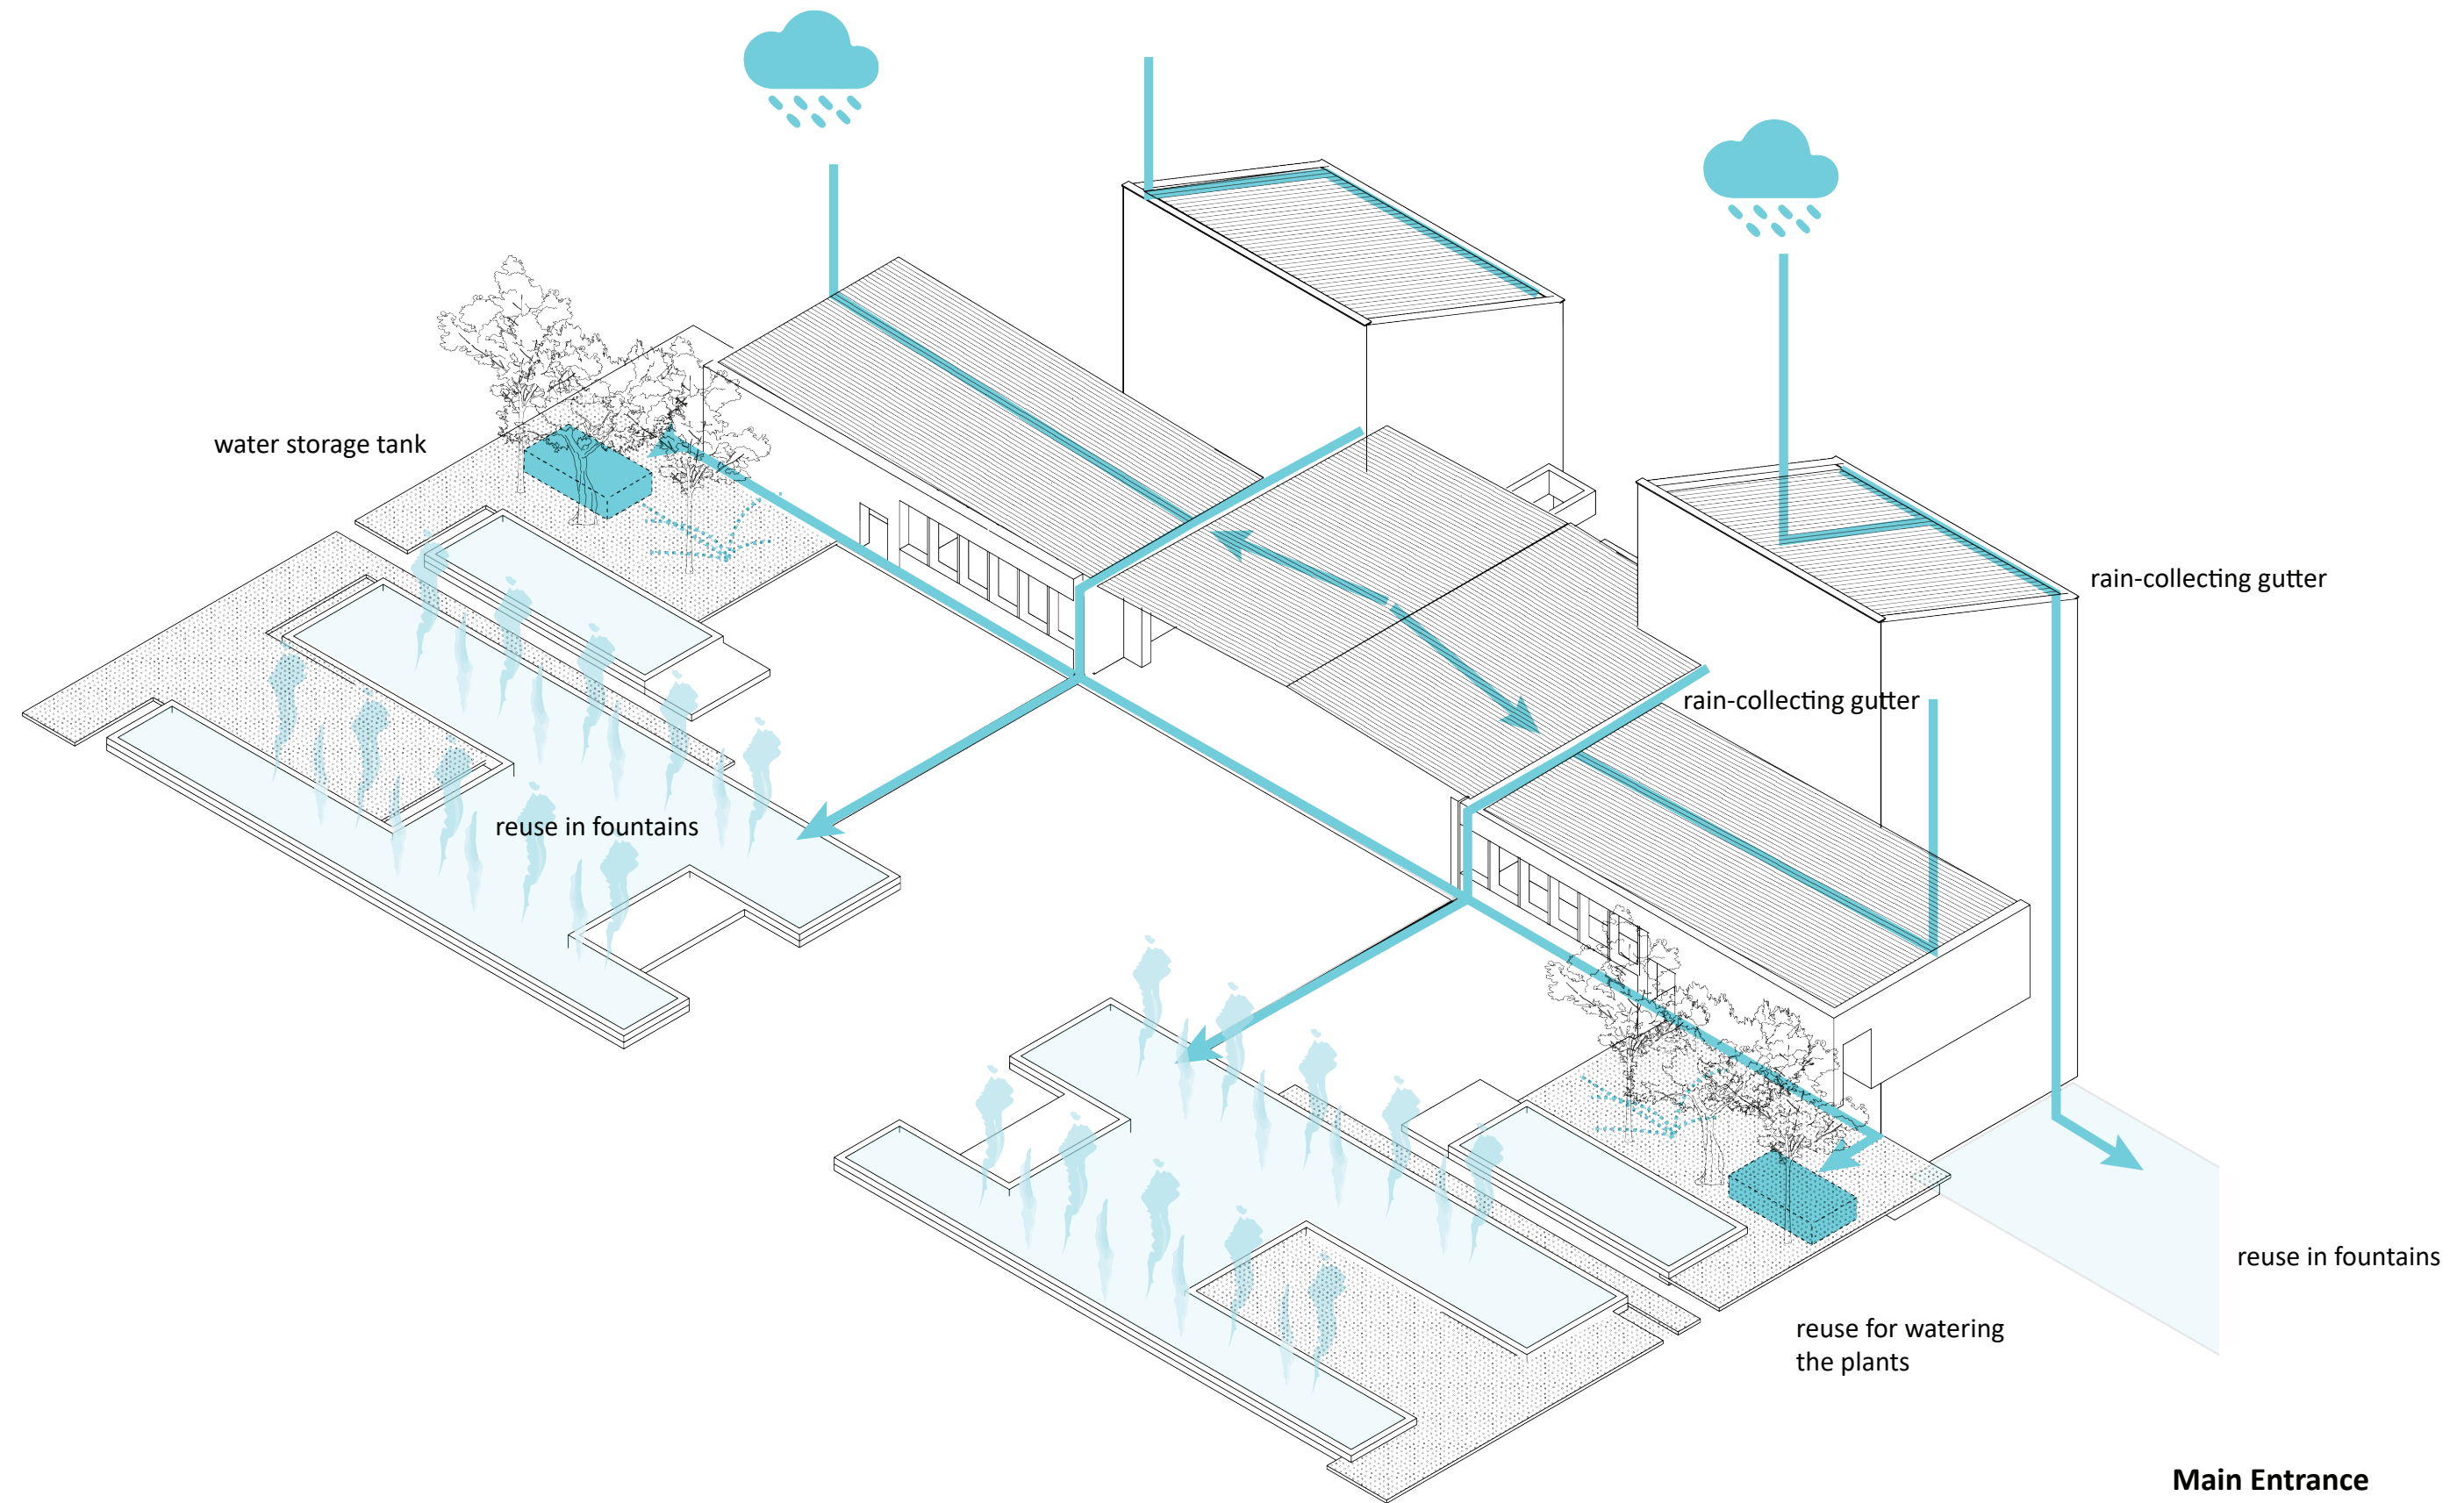 water storage tank
rain-collecting gutter
rain-collecting gutter
reuse in fountains
reuse in fountains
reuse for watering
the plants
Main Entrance